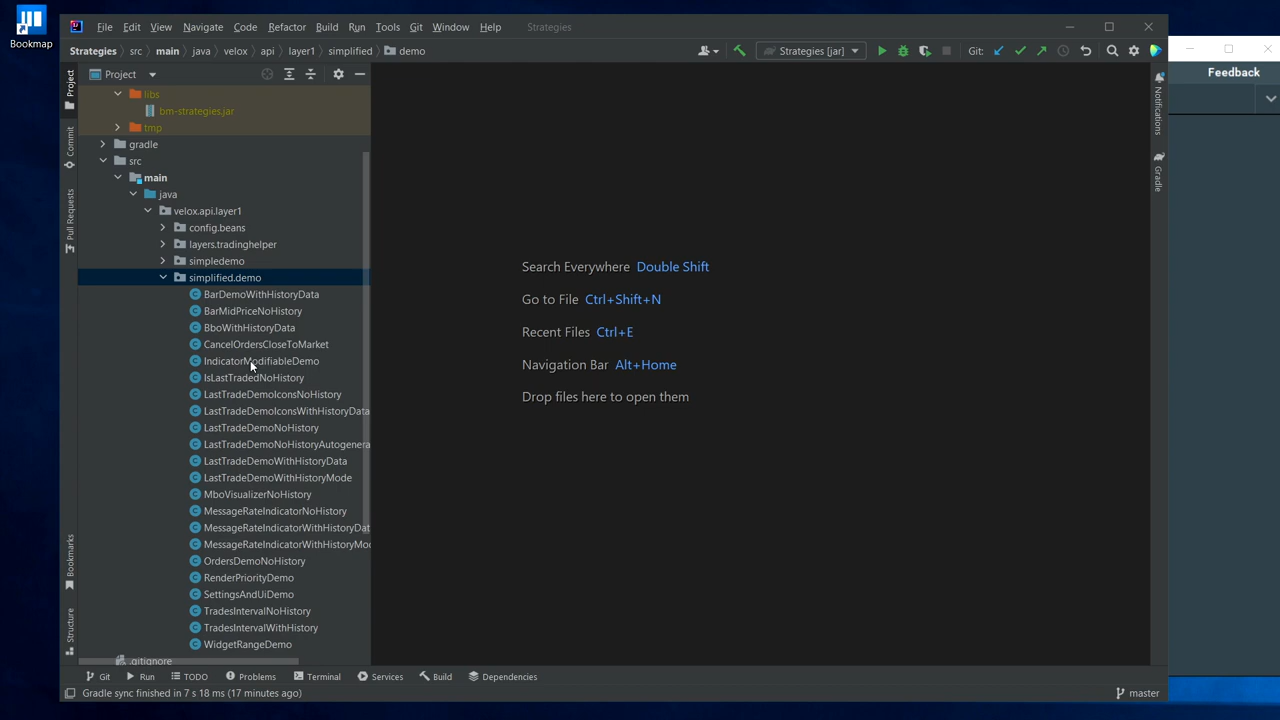 Bookmap
File Edit View Navigate Code Refactor Build Run Tools Git Window Help Strategies
Strategies src main java velox api layer1 simplified demo Strategies [jar] Git:
Feedback
Project
Project
Commit
Pull Requests
Bookmarks
Structure
libs
bm-strategies.jar
tmp
gradle
src
main
java
velox.api.layer1
config.beans
layers.tradinghelper
simpledemo
simplified.demo
BarDemoWithHistoryData
BarMidPriceNoHistory
BboWithHistoryData
CancelOrdersCloseToMarket
IndicatorModifiableDemo
IsLastTradedNoHistory
LastTradeDemoIconsNoHistory
LastTradeDemoIconsWithHistoryData
LastTradeDemoNoHistory
LastTradeDemoNoHistoryAutogenera
LastTradeDemoWithHistoryData
LastTradeDemoWithHistoryMode
MboVisualizerNoHistory
MessageRateIndicatorNoHistory
MessageRateIndicatorWithHistoryDat
MessageRateIndicatorWithHistoryMo
OrdersDemoNoHistory
RenderPriorityDemo
SettingsAndUiDemo
TradesIntervalNoHistory
TradesIntervalWithHistory
WidgetRangeDemo
.gitignore
Search Everywhere Double Shift
Go to File Ctrl+Shift+N
Recent Files Ctrl+E
Navigation Bar Alt+Home
Drop files here to open them
Notifications
Gradle
Git Run TODO Problems Terminal Services Build Dependencies
Gradle sync finished in 7 s 18 ms (17 minutes ago) master